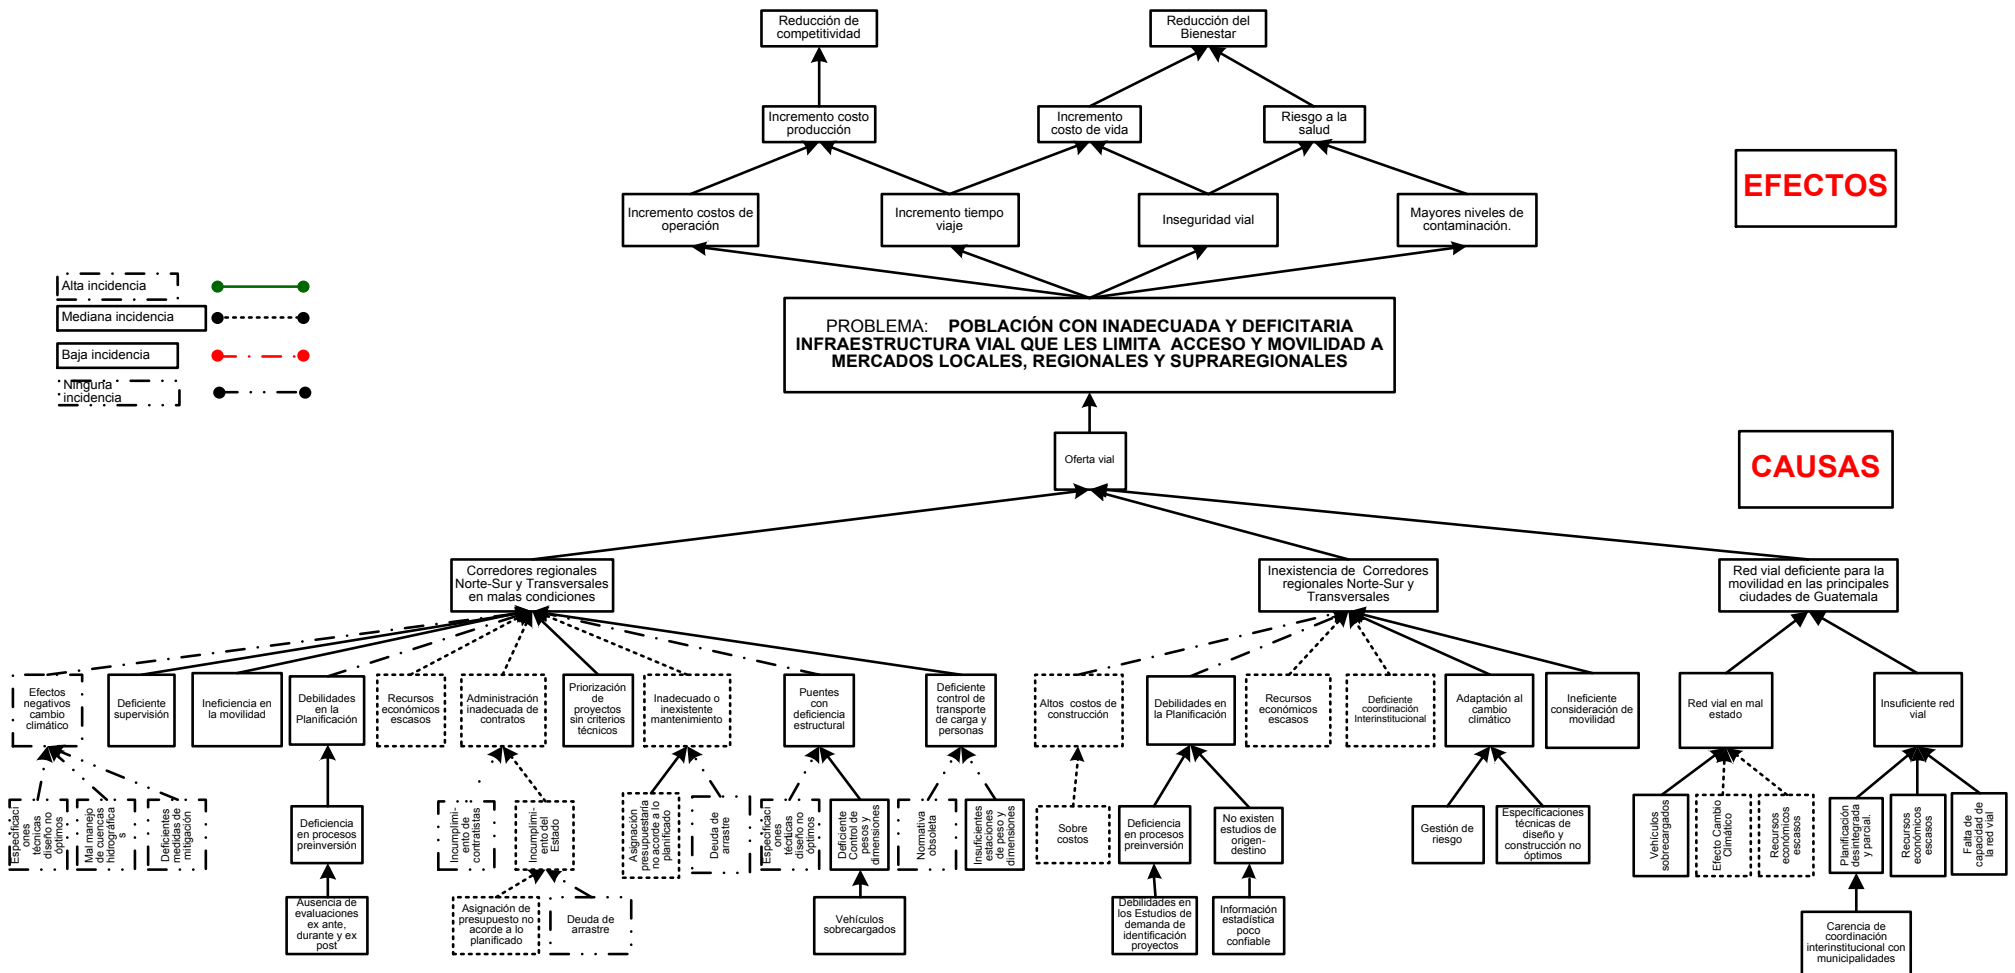 Reducción de
competitividad
Reducción del
Bienestar
Incremento costo
producción
Incremento
costo de vida
Riesgo a la
salud
EFECTOS
Incremento costos de
operación
Incremento tiempo
viaje
Inseguridad vial
Mayores niveles de
contaminación.
Alta incidencia
Mediana incidencia
Baja incidencia
Ninguna
incidencia
PROBLEMA: POBLACIÓN CON INADECUADA Y DEFICITARIA
INFRAESTRUCTURA VIAL QUE LES LIMITA ACCESO Y MOVILIDAD A
MERCADOS LOCALES, REGIONALES Y SUPRAREGIONALES
Oferta vial
CAUSAS
Corredores regionales
Norte-Sur y Transversales
en malas condiciones
Inexistencia de Corredores
regionales Norte-Sur y
Transversales
Red vial deficiente para la
movilidad en las principales
ciudades de Guatemala
Efectos
negativos
cambio
climático
Deficiente
supervisión
Ineficiencia en
la movilidad
Debilidades
en la
Planificación
Recursos
económicos
escasos
Administración
inadecuada de
contratos
Priorización
de
proyectos
sin criterios
técnicos
Inadecuado o
inexistente
mantenimiento
Puentes
con
deficiencia
estructural
Deficiente
control de
transporte
de carga y
personas
Altos costos de
construcción
Debilidades en
la Planificación
Recursos
económicos
escasos
Deficiente
coordinación
Interinstitucional
Adaptación al
cambio
climático
Ineficiente
consideración de
movilidad
Red vial en mal
estado
Insuficiente red
vial
Especificaci
ones
técnicas
diseño no
óptimos
Mal manejo
de cuencas
hidrográfica
s
Deficientes
medidas de
mitigación
Deficiencia
en procesos
preinversión
Incumplimi-
ento de
contratistas
Incumplimi-
ento del
Estado
Asignación
presupuestaría
no acorde a lo
planificado
Deuda de
arrastre
Especificaci
ones
técnicas
diseño no
óptimos
Deficiente
Control de
pesos y
dimensiones
Normativa
obsoleta
Insuficientes
estaciones
de peso y
dimensiones
Sobre
costos
Deficiencia
en procesos
preinversión
No existen
estudios de
origen-
destino
Gestión de
riesgo
Específicaciones
técnicas de
diseño y
construcción no
óptimos
Vehículos
sobrecargados
Efecto Cambio
Climático
Recursos
económicos
escasos
Planificación
desintegrada
y parcial.
Recursos
económicos
escasos
Falta de
capacidad de
la red vial
Ausencia de
evaluaciones
ex ante,
durante y ex
post
Asignación de
presupuesto no
acorde a lo
planificado
Deuda de
arrastre
Vehículos
sobrecargados
Debilidades en
los Estudios de
demanda de
identificación
proyectos
Información
estadística
poco
confiable
Carencia de
coordinación
interinstitucional con
municipalidades